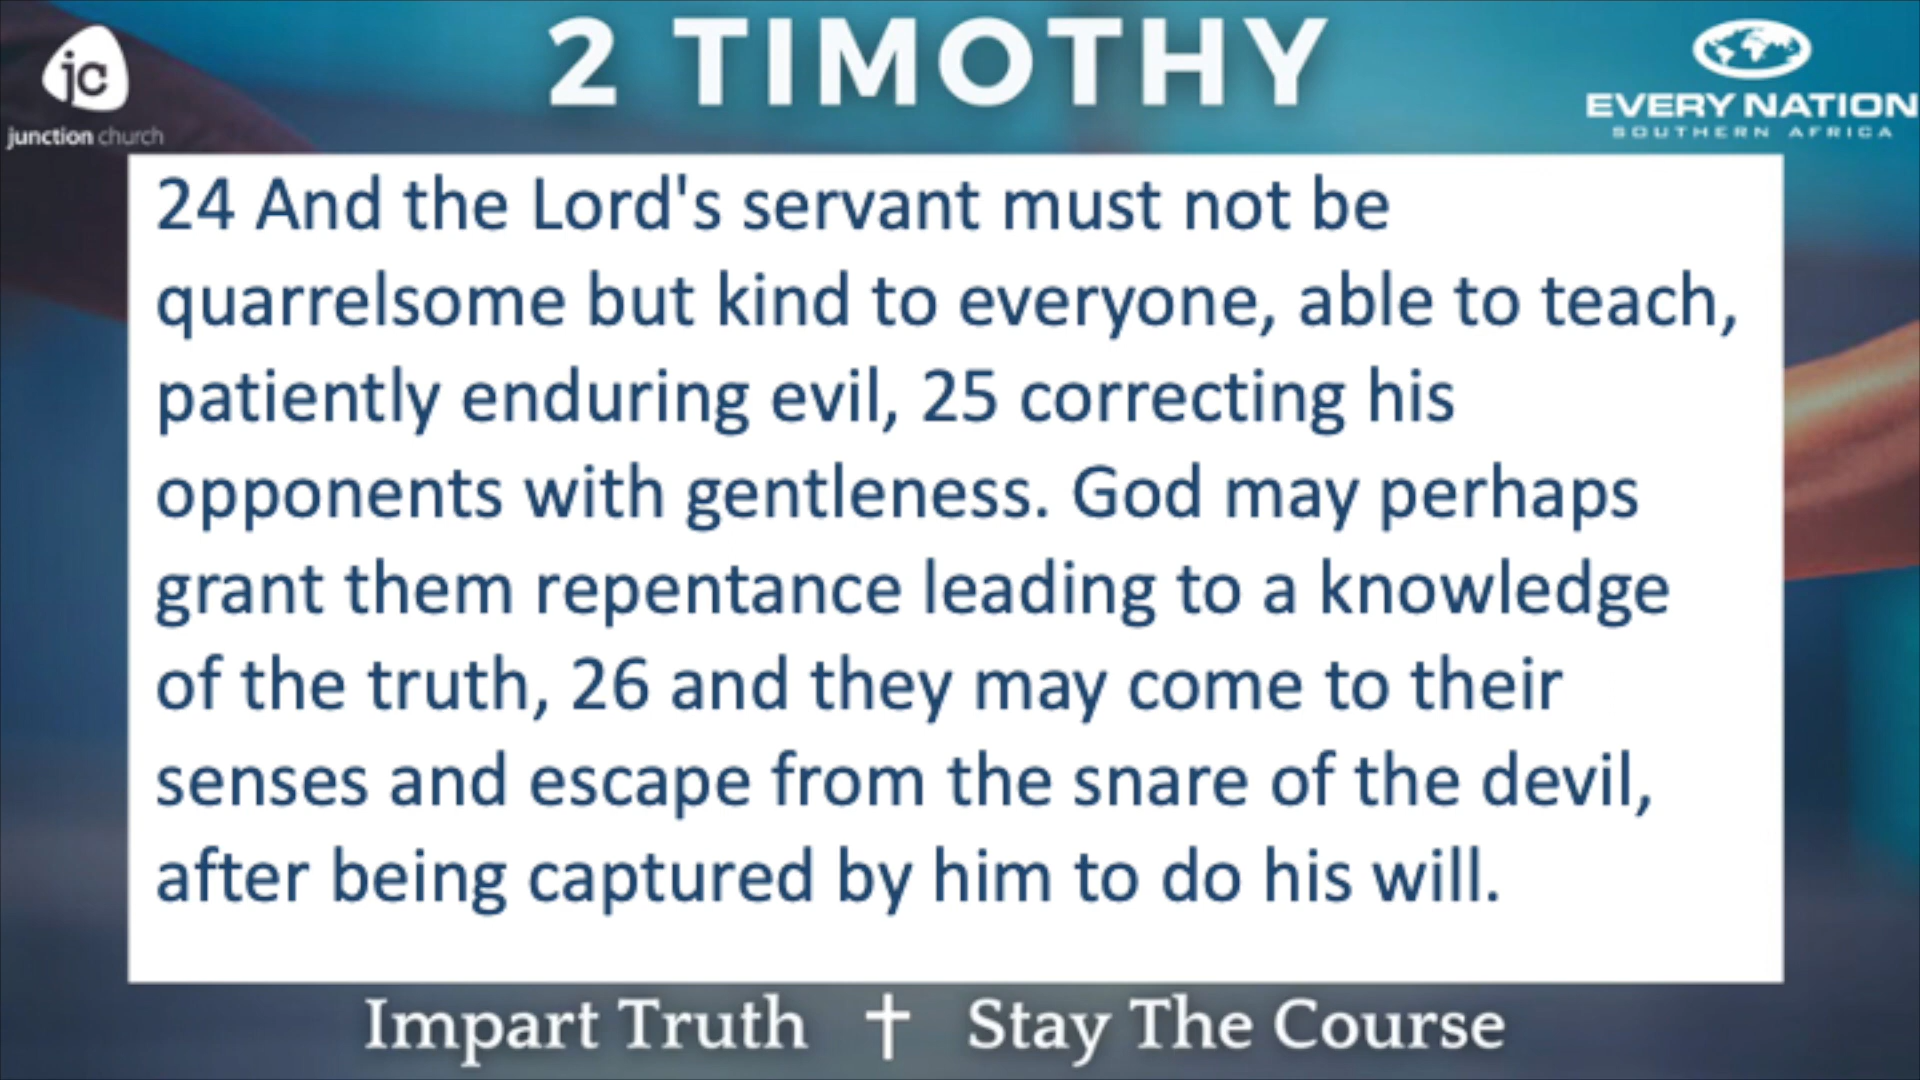 jc
junction church
2 TIMOTHY
EVERY NATION
SOUTHERN AFRICA
24 And the Lord's servant must not be
quarrelsome but kind to everyone, able to teach,
patiently enduring evil, 25 correcting his
opponents with gentleness. God may perhaps
grant them repentance leading to a knowledge
of the truth, 26 and they may come to their
senses and escape from the snare of the devil,
after being captured by him to do his will.
Impart Truth ✝ Stay The Course